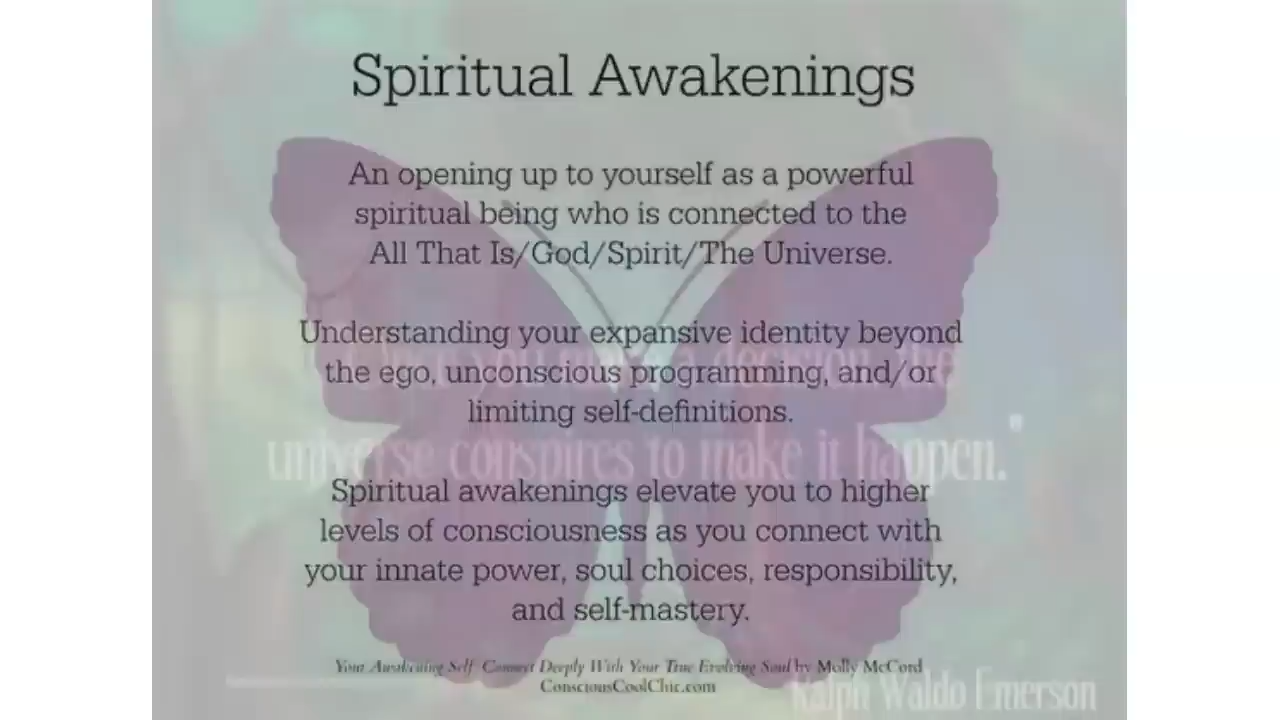 Spiritual Awakenings
An opening up to yourself as a powerful
spiritual being who is connected to the
All That Is/God/Spirit/The Universe.
Understanding your expansive identity beyond
you a decision, the
the ego, unconscious programming, and/or
limiting self-definitions.
universe conspires to make it happen."
Spiritual awakenings elevate you to higher
levels of consciousness as you connect with
your innate power, soul choices, responsibility,
and self-mastery.
Your Awakening Self: Connect Deeply With Your True Evolving Soul by Molly McCord
ConsciousCoolChic.com
Ralph Waldo Emerson